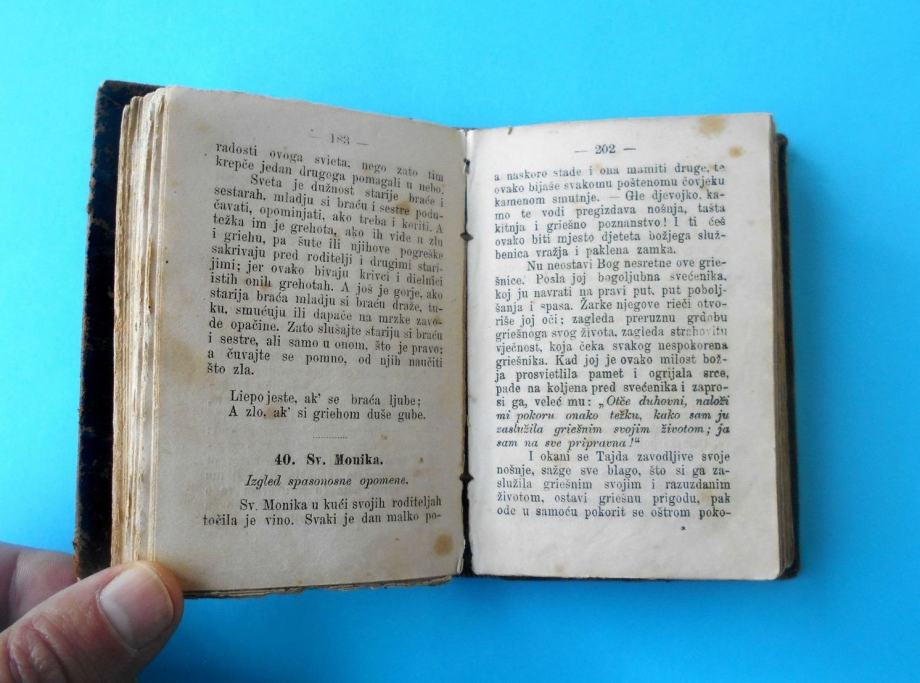 — 183 —
radosti ovoga svieta, nego zato tim
krepče jedan drugoga pomagali u nebo.
Sveta je dužnost starije braće i
sestarah, mladju si braću i sestre podu-
čavati, opominjati, ako treba i koriti. A
težka im je grehota, ako ih vide u zlu
i griehu, pa šute ili njihove pogreške
sakrivaju pred roditelji i drugimi stari-
jimi; jer ovako bivaju krivci i dielnici
istih onih grehotah. A još je gorje, ako
starija braća mladju si braću draže, tu-
ku, smućuju ili dapače na mrzke zavo-
de opačine. Zato slušajte stariju si braću
i sestre, ali samo u onom, što je pravo;
a čuvajte se pomno, od njih naučiti
što zla.
Liepo jeste, ak' se braća ljube;
A zlo, ak' si griehom duše gube.
40. Sv. Monika.
Izgled spasonosne opomene.
Sv. Monika u kući svojih roditeljah
točila je vino. Svaki je dan malko po-
— 202 —
a naskoro stade i ona mamiti druge, te
ovako bijaše svakomu poštenomu čovjeku
kamenom smutnje. — Gle djevojko, ka-
mo te vodi pregizdava nošnja, tašta
kitnja i griešno poznanstvo! I ti ćeš
ovako biti mjesto djeteta božjega služ-
benica vražja i paklena zamka.
Nu neostavi Bog nesretne ove grie-
šnice. Posla joj bogoljubna svećenika,
koj ju navrati na pravi put, put pobolj-
šanja i spasa. Žarke njegove rieči otvo-
riše joj oči; zagleda preruznu grdobu
griešnoga svog života, zagleda strahovitu
vječnost, koja čeka svakog nespokorena
griešnika. Kad joj je ovako milost bož-
ja prosvietlila pamet i ogrijala srce,
pade na koljena pred svećenika i zapro-
si ga, veleć mu: „Otče duhovni, naloži
mi pokoru onako težku, kako sam ju
zaslužila griešnim svojim životom; ja
sam na sve pripravna!“
I okani se Tajda zavodljive svoje
nošnje, sažge sve blago, što si ga za-
služila griešnim svojim i razuzdanim
životom, ostavi griešnu prigodu, pak
ode u samoću pokorit se oštrom poko-
*